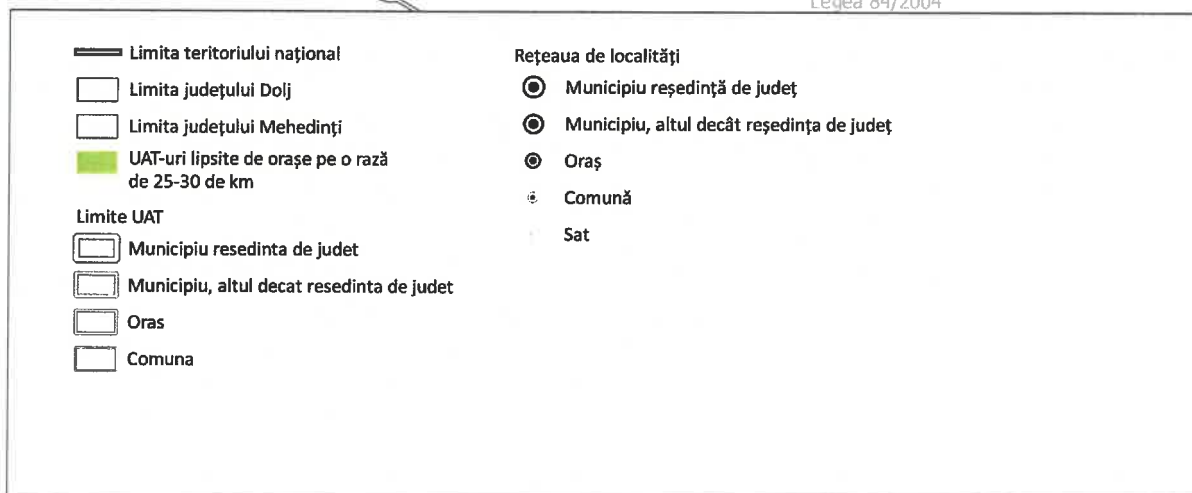 Legea 84/2004
Limita teritoriului național
Limita județului Dolj
Limita județului Mehedinți
UAT-uri lipsite de orașe pe o rază
de 25-30 de km
Limite UAT
Municipiu resedinta de judet
Municipiu, altul decat resedinta de judet
Oras
Comuna
Rețeaua de localități
Municipiu reședință de județ
Municipiu, altul decât reședința de județ
Oraș
Comună
Sat